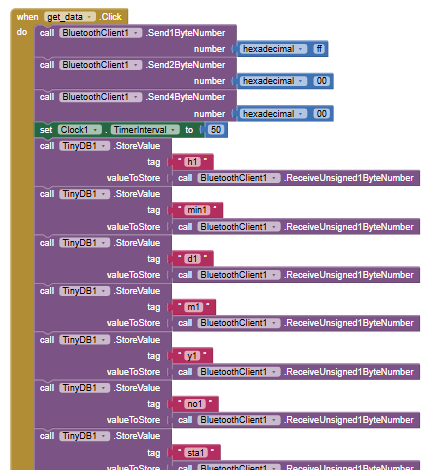 when get_data .Click
do call BluetoothClient1 .Send1ByteNumber
number hexadecimal ff
call BluetoothClient1 .Send2ByteNumber
number hexadecimal 00
call BluetoothClient1 .Send4ByteNumber
number hexadecimal 00
set Clock1 . TimerInterval to 50
call TinyDB1 .StoreValue
tag " h1 "
valueToStore call BluetoothClient1 .ReceiveUnsigned1ByteNumber
call TinyDB1 .StoreValue
tag " min1 "
valueToStore call BluetoothClient1 .ReceiveUnsigned1ByteNumber
call TinyDB1 .StoreValue
tag " d1 "
valueToStore call BluetoothClient1 .ReceiveUnsigned1ByteNumber
call TinyDB1 .StoreValue
tag " m1 "
valueToStore call BluetoothClient1 .ReceiveUnsigned1ByteNumber
call TinyDB1 .StoreValue
tag " y1 "
valueToStore call BluetoothClient1 .ReceiveUnsigned1ByteNumber
call TinyDB1 .StoreValue
tag " no1 "
valueToStore call BluetoothClient1 .ReceiveUnsigned1ByteNumber
call TinyDB1 .StoreValue
tag " sta1 "
valueToStore call BluetoothClient1 .ReceiveUnsigned1ByteNumber